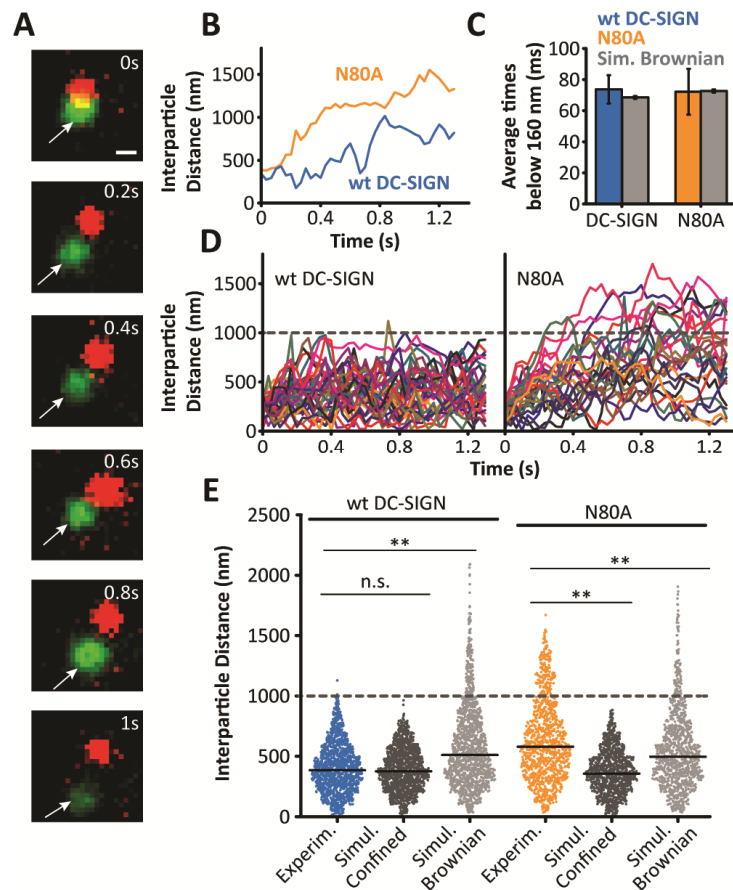 A
0s
0.2s
0.4s
0.6s
0.8s
1s
B
N80A
wt DC-SIGN
Interparticle
Distance (nm)
1500
1000
500
0
0 0.4 0.8 1.2
Time (s)
C
wt DC-SIGN
N80A
Sim. Brownian
Average times
below 160 nm (ms)
100
80
60
40
20
0
DC-SIGN N80A
D
wt DC-SIGN N80A
Interparticle
Distance (nm)
1500
1000
500
0
0 0.4 0.8 1.2 0 0.4 0.8 1.2
Time (s)
E
wt DC-SIGN N80A
** **
n.s. **
Interparticle Distance (nm)
2500
2000
1500
1000
500
0
Experim.
Simul.
Confined
Simul.
Brownian
Experim.
Simul.
Confined
Simul.
Brownian